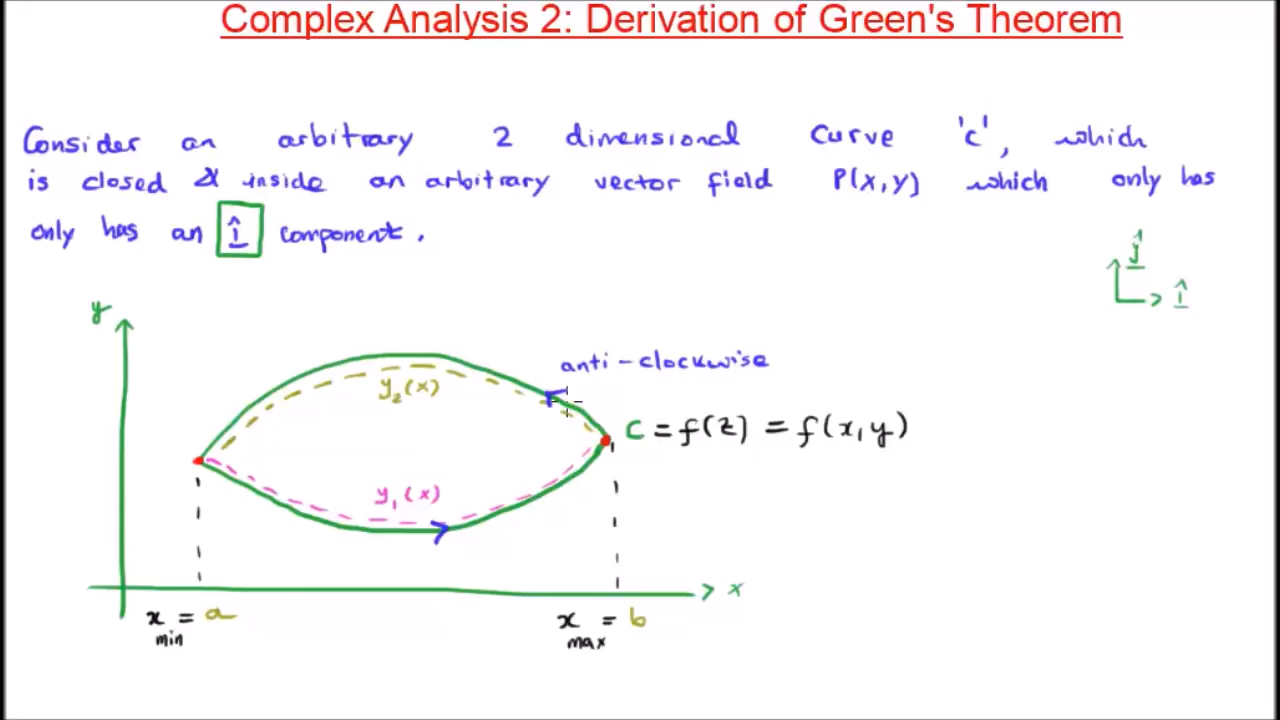 Complex Analysis 2: Derivation of Green's Theorem
Consider an arbitrary 2 dimensional curve 'c', which
is closed & inside an arbitrary vector field P(x,y) which only has
only has an î component.
ĵ
î
y
anti-clockwise
y₂(x)
C = f(z) = f(x,y)
y₁(x)
x
x min = a
x max = b